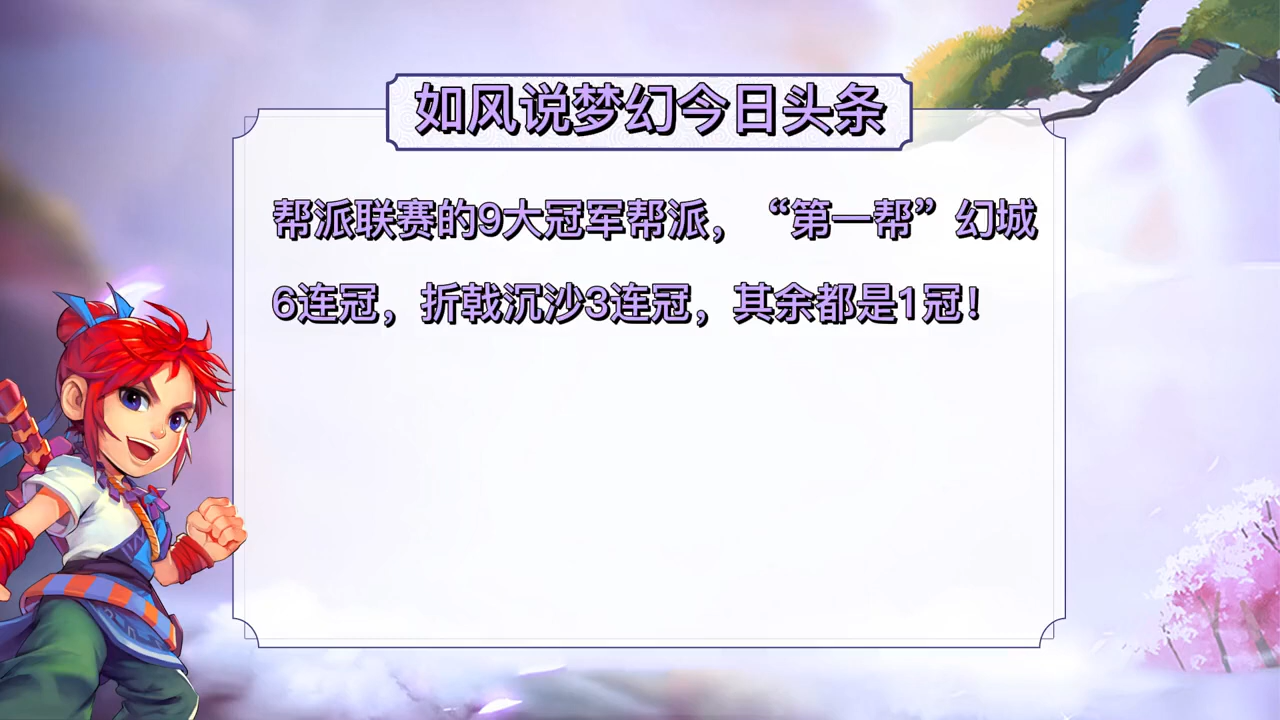 如风说梦幻今日头条
帮派联赛的9大冠军帮派，“第一帮”幻城
6连冠，折戟沉沙3连冠，其余都是1冠！